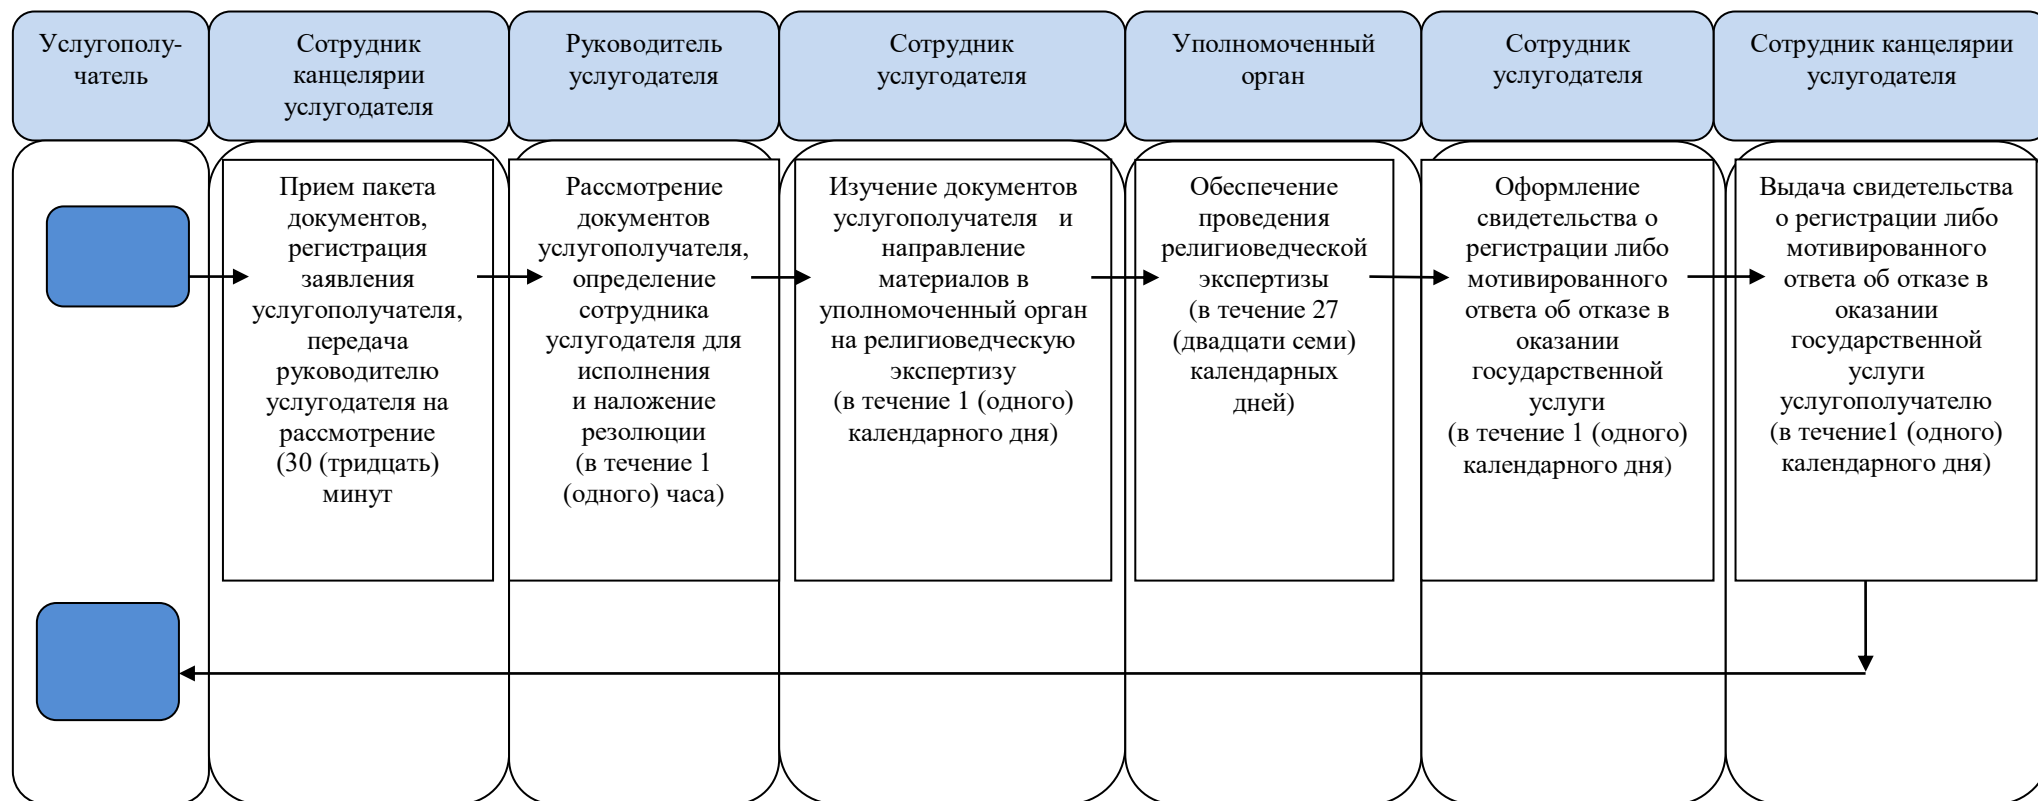 Услугополу-
чатель
Сотрудник
канцелярии
услугодателя
Руководитель
услугодателя
Сотрудник
услугодателя
Уполномоченный
орган
Сотрудник
услугодателя
Сотрудник канцелярии
услугодателя
Прием пакета
документов,
регистрация
заявления
услугополучателя,
передача
руководителю
услугодателя на
рассмотрение
(30 (тридцать)
минут
Рассмотрение
документов
услугополучателя,
определение
сотрудника
услугодателя для
исполнения
и наложение
резолюции
(в течение 1
(одного) часа)
Изучение документов
услугополучателя и
направление
материалов в
уполномоченный орган
на религиоведческую
экспертизу
(в течение 1 (одного)
календарного дня)
Обеспечение
проведения
религиоведческой
экспертизы
(в течение 27
(двадцати семи)
календарных
дней)
Оформление
свидетельства о
регистрации либо
мотивированного
ответа об отказе в
оказании
государственной
услуги
(в течение 1 (одного)
календарного дня)
Выдача свидетельства
о регистрации либо
мотивированного
ответа об отказе в
оказании
государственной
услуги
услугополучателю
(в течение1 (одного)
календарного дня)